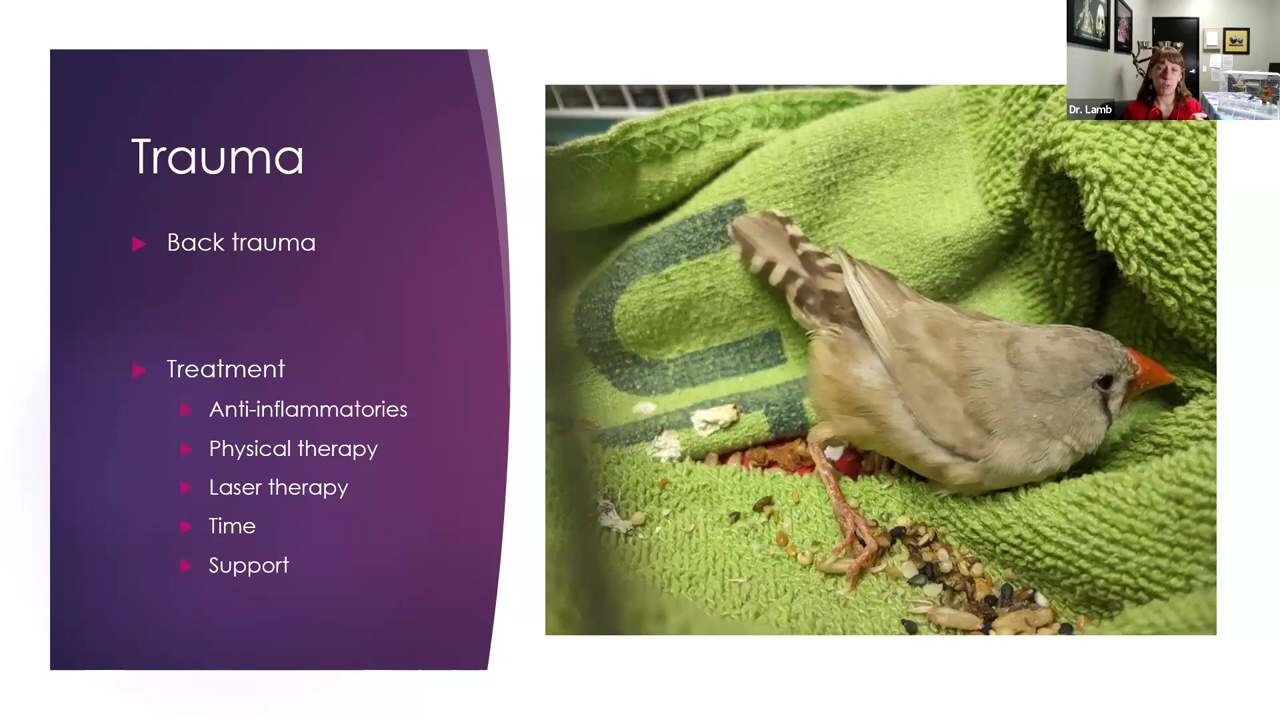 Trauma
Back trauma
Treatment
Anti-inflammatories
Physical therapy
Laser therapy
Time
Support
Dr. Lamb